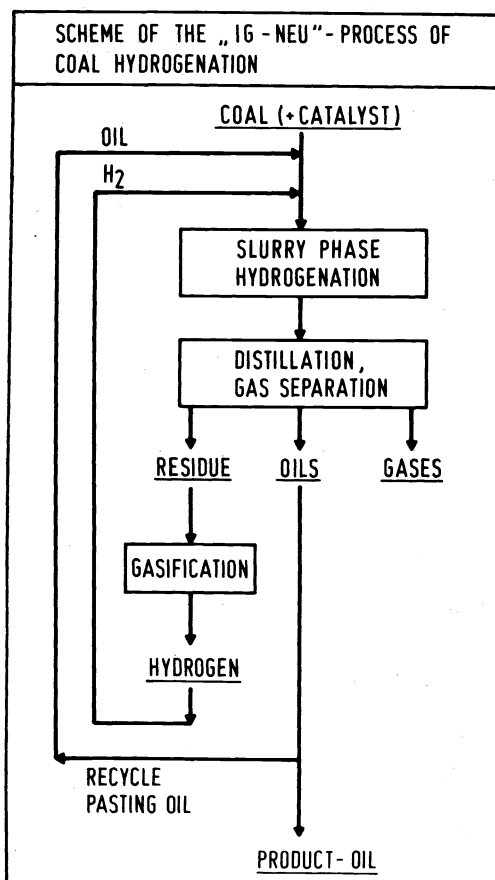 SCHEME OF THE „IG-NEU“-PROCESS OF
COAL HYDROGENATION
COAL (+CATALYST)
OIL
H2
SLURRY PHASE
HYDROGENATION
DISTILLATION,
GAS SEPARATION
RESIDUE OILS GASES
GASIFICATION
HYDROGEN
RECYCLE
PASTING OIL
PRODUCT-OIL